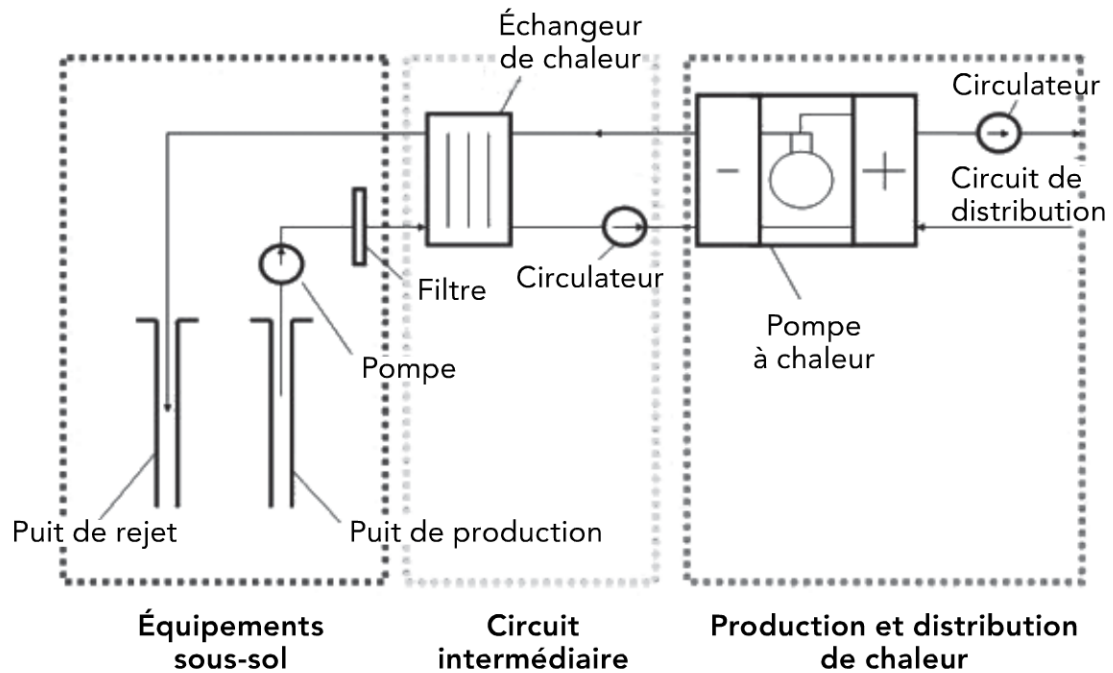 Échangeur
de chaleur
Circulateur
−
+
Circuit de
distribution
Circulateur
Filtre
Pompe
à chaleur
Pompe
Puit de rejet
Puit de production
Équipements
sous-sol
Circuit
intermédiaire
Production et distribution
de chaleur